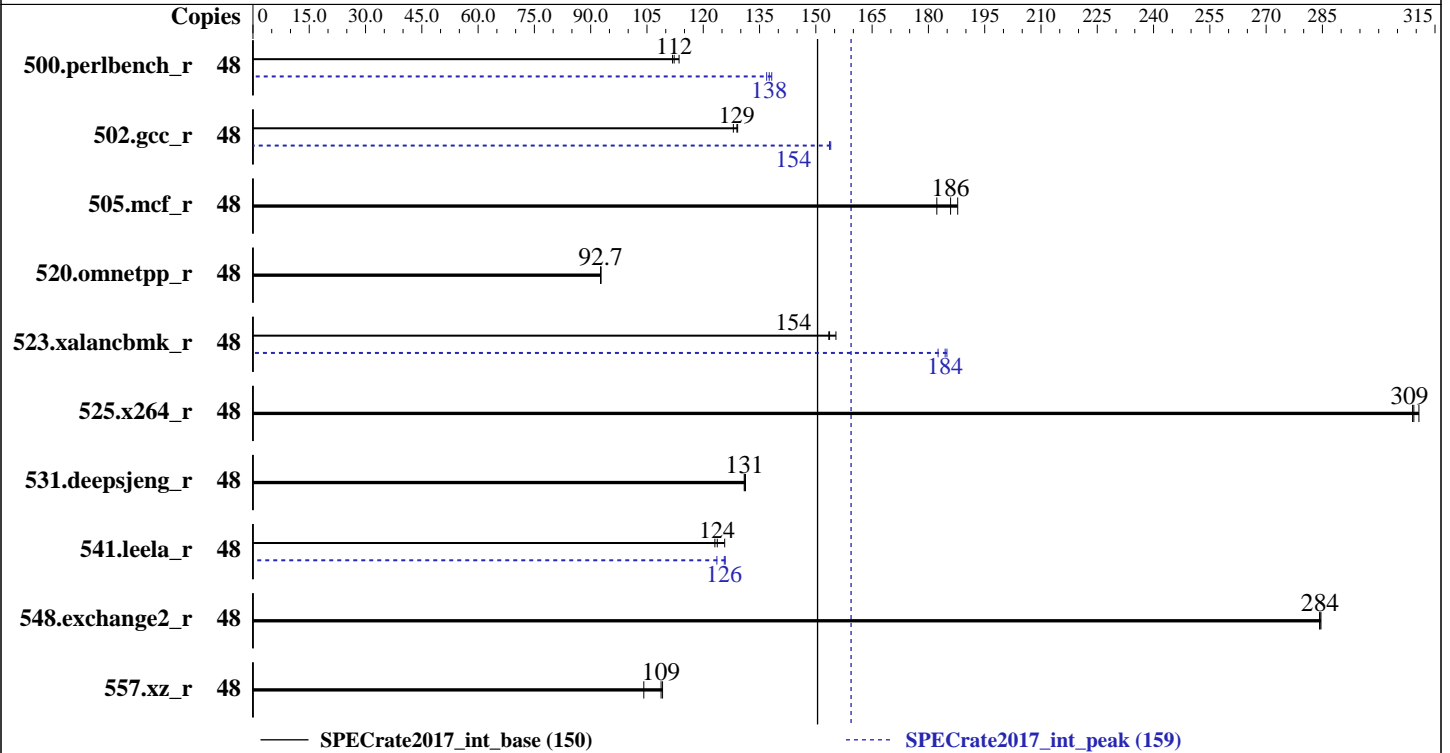 Copies 0 15.0 30.0 45.0 60.0 75.0 90.0 105 120 135 150 165 180 195 210 225 240 255 270 285 315
112
500.perlbench_r 48
138
129
502.gcc_r 48
154
186
505.mcf_r 48
92.7
520.omnetpp_r 48
154
523.xalancbmk_r 48
184
309
525.x264_r 48
131
531.deepsjeng_r 48
124
541.leela_r 48
126
284
548.exchange2_r 48
109
557.xz_r 48
SPECrate2017_int_base (150) SPECrate2017_int_peak (159)